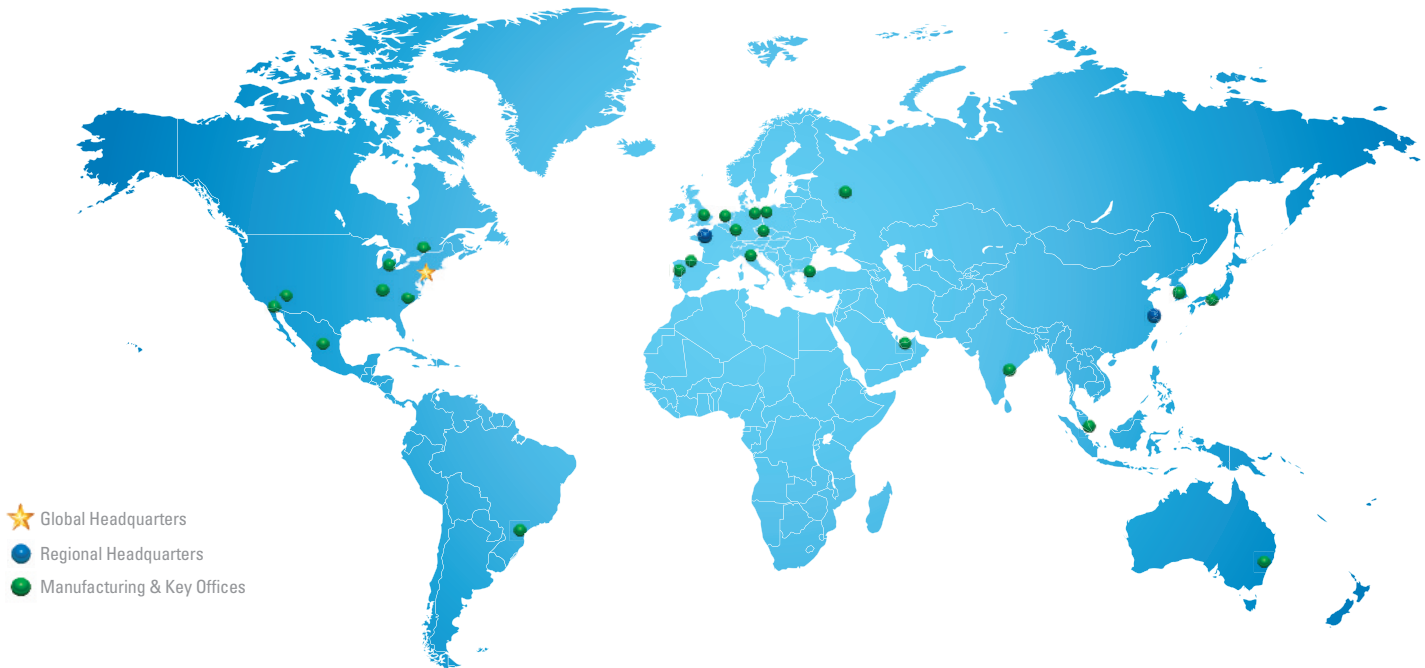 Global Headquarters
Regional Headquarters
Manufacturing & Key Offices